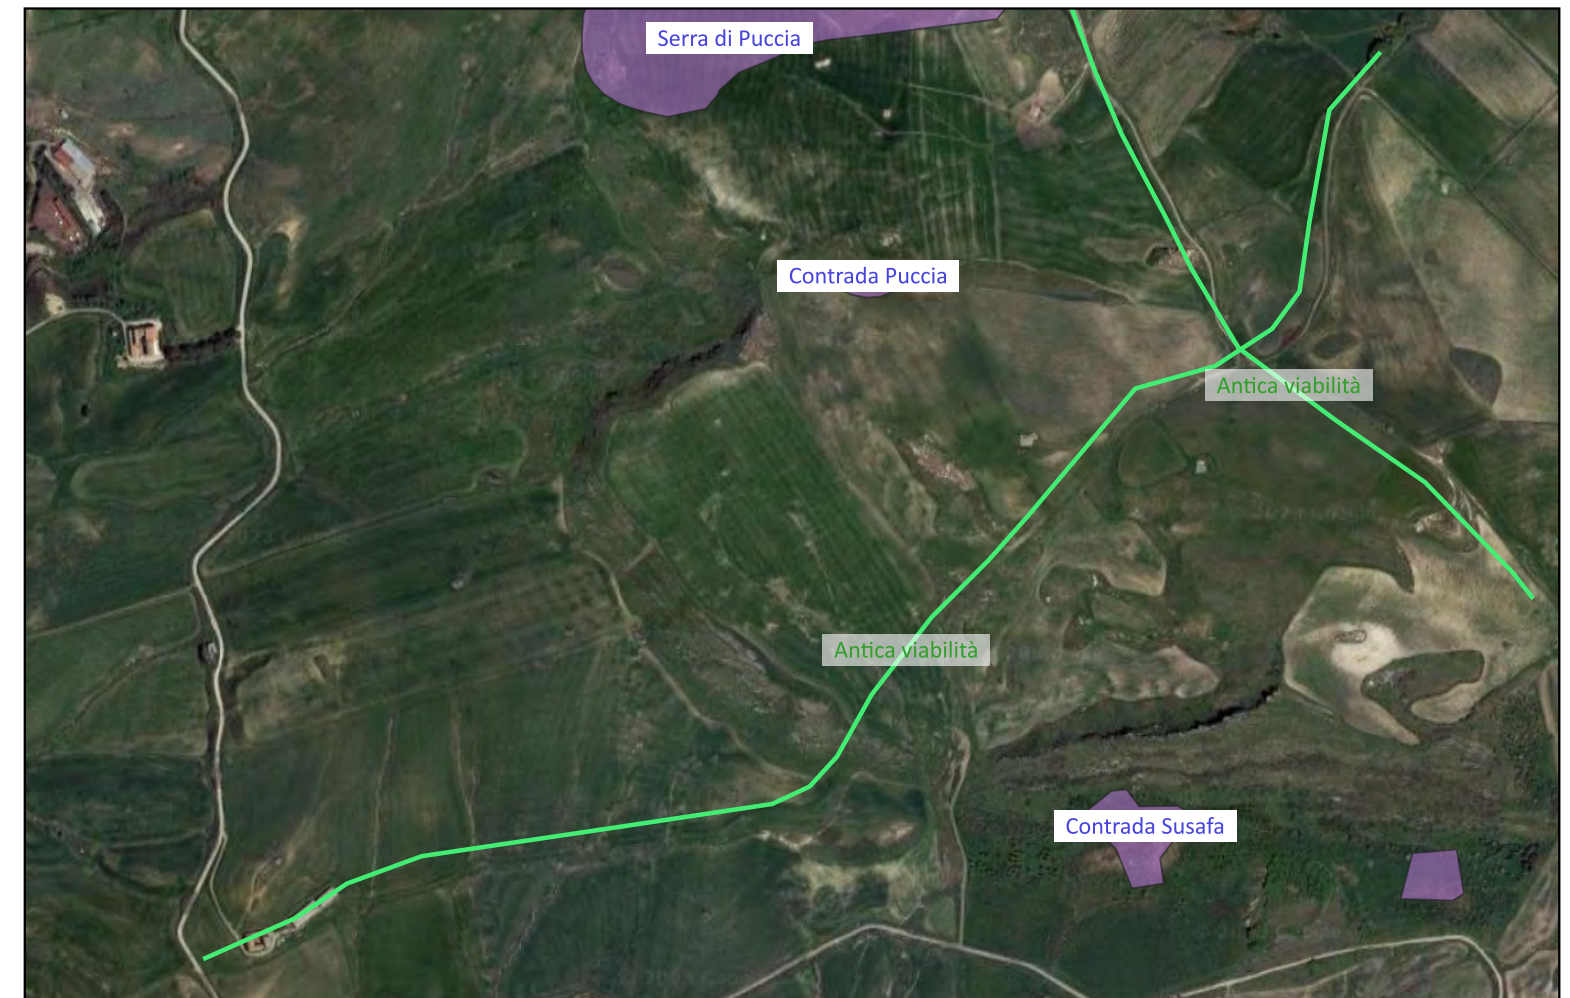 Serra di Puccia
Contrada Puccia
Antica viabilità
Antica viabilità
Contrada Susafa